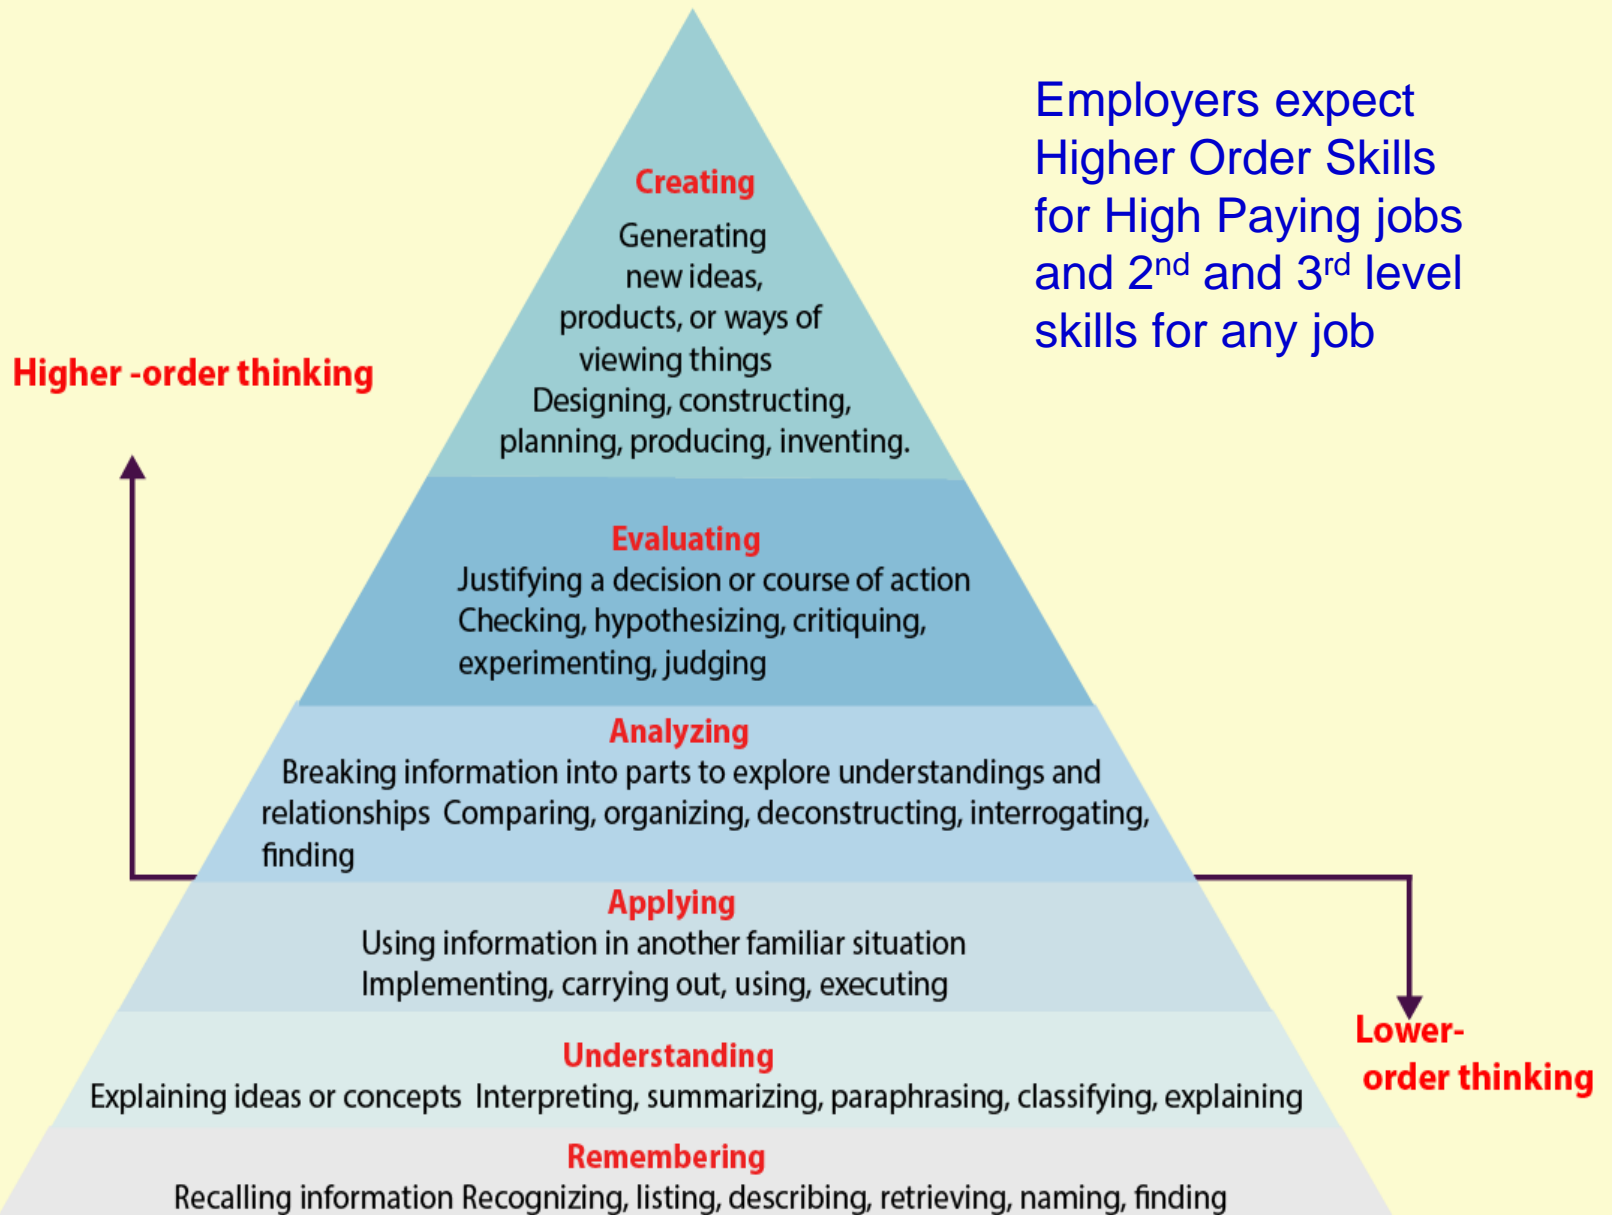 Employers expect
Higher Order Skills
for High Paying jobs
and 2nd and 3rd level
skills for any job
Higher -order thinking
Creating
Generating
new ideas,
products, or ways of
viewing things
Designing, constructing,
planning, producing, inventing.
Evaluating
Justifying a decision or course of action
Checking, hypothesizing, critiquing,
experimenting, judging
Analyzing
Breaking information into parts to explore understandings and
relationships Comparing, organizing, deconstructing, interrogating,
finding
Applying
Using information in another familiar situation
Implementing, carrying out, using, executing
Lower-
order thinking
Understanding
Explaining ideas or concepts Interpreting, summarizing, paraphrasing, classifying, explaining
Remembering
Recalling information Recognizing, listing, describing, retrieving, naming, finding